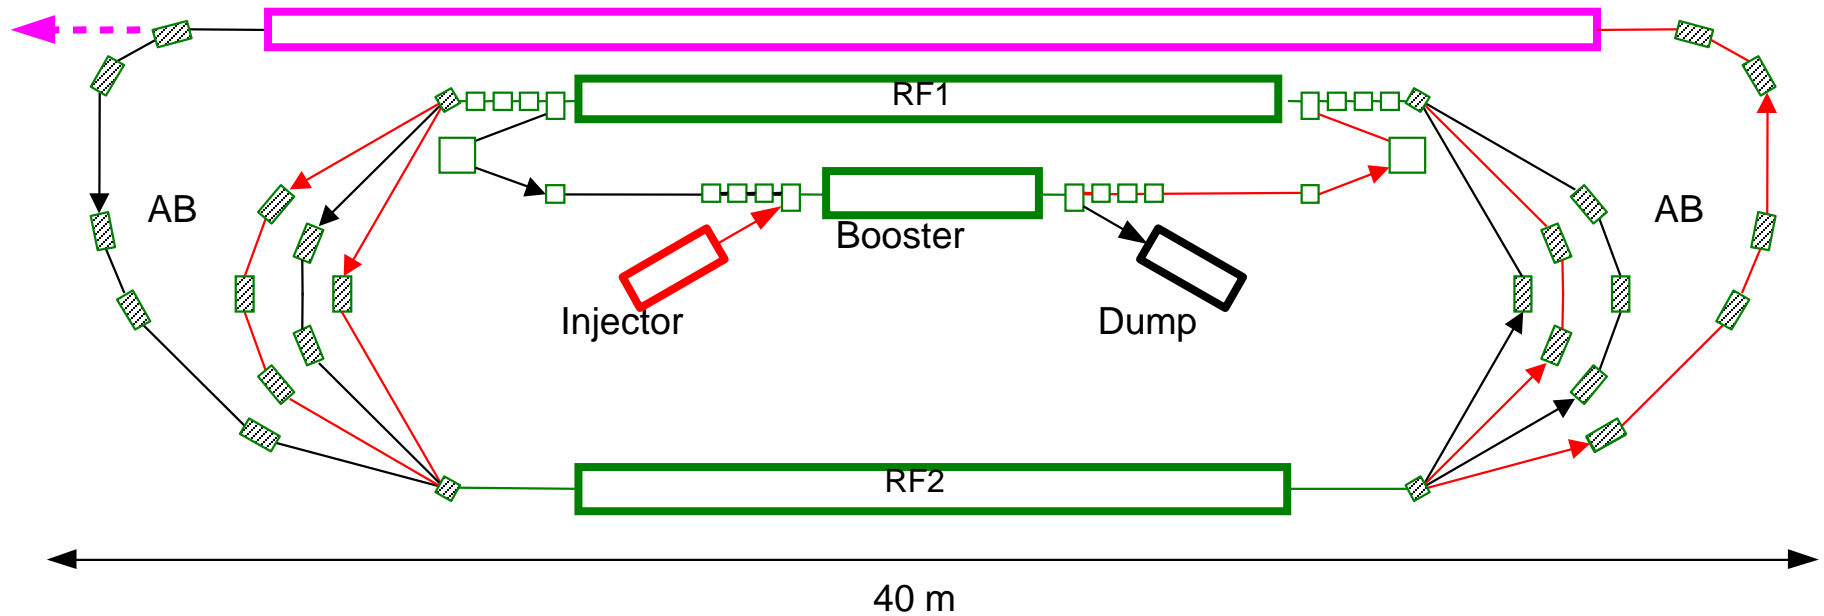 RF1
AB
AB
Booster
Injector
Dump
RF2
40 m